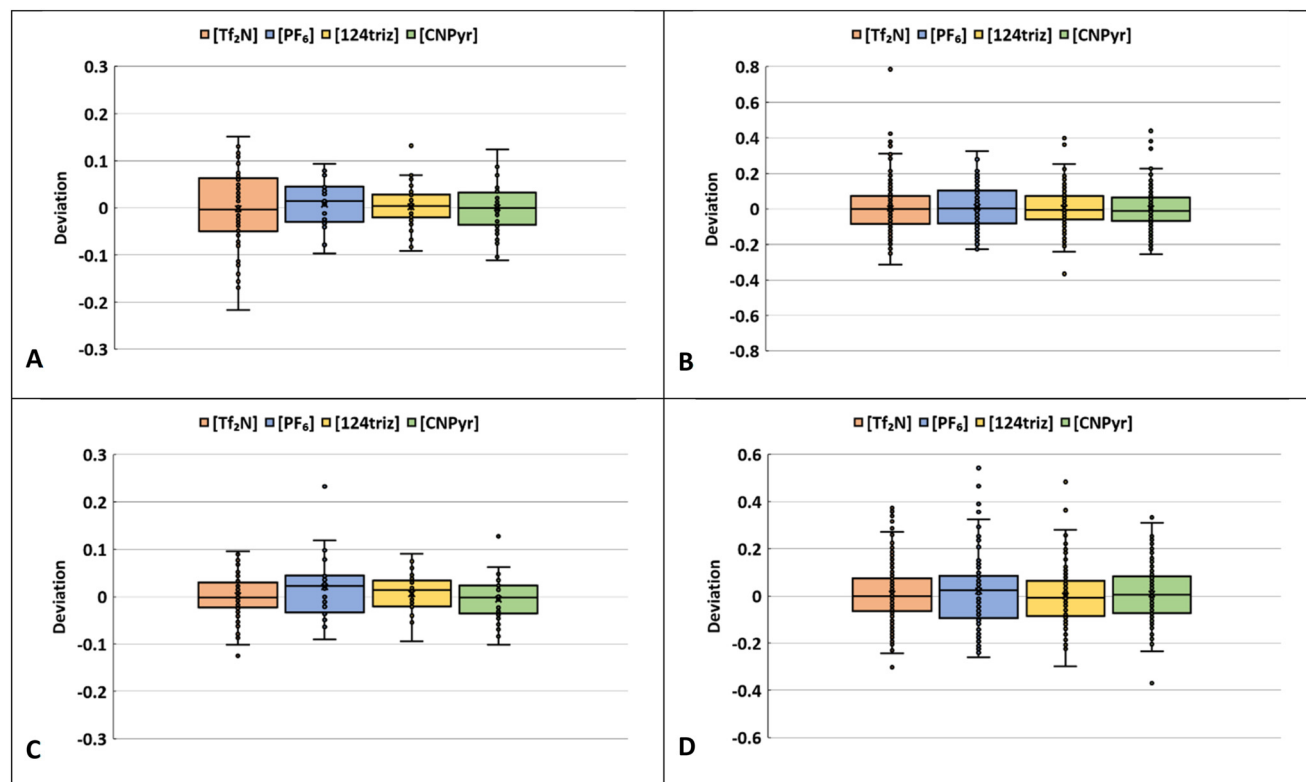 [Tf₂N] [PF₆] [124triz] [CNPyr]
0.3
0.2
0.1
0
-0.1
-0.2
-0.3
Deviation
A
[Tf₂N] [PF₆] [124triz] [CNPyr]
0.8
0.6
0.4
0.2
0
-0.2
-0.4
-0.6
-0.8
Deviation
B
[Tf₂N] [PF₆] [124triz] [CNPyr]
0.3
0.2
0.1
0
-0.1
-0.2
-0.3
Deviation
C
[Tf₂N] [PF₆] [124triz] [CNPyr]
0.6
0.4
0.2
0
-0.2
-0.4
-0.6
Deviation
D